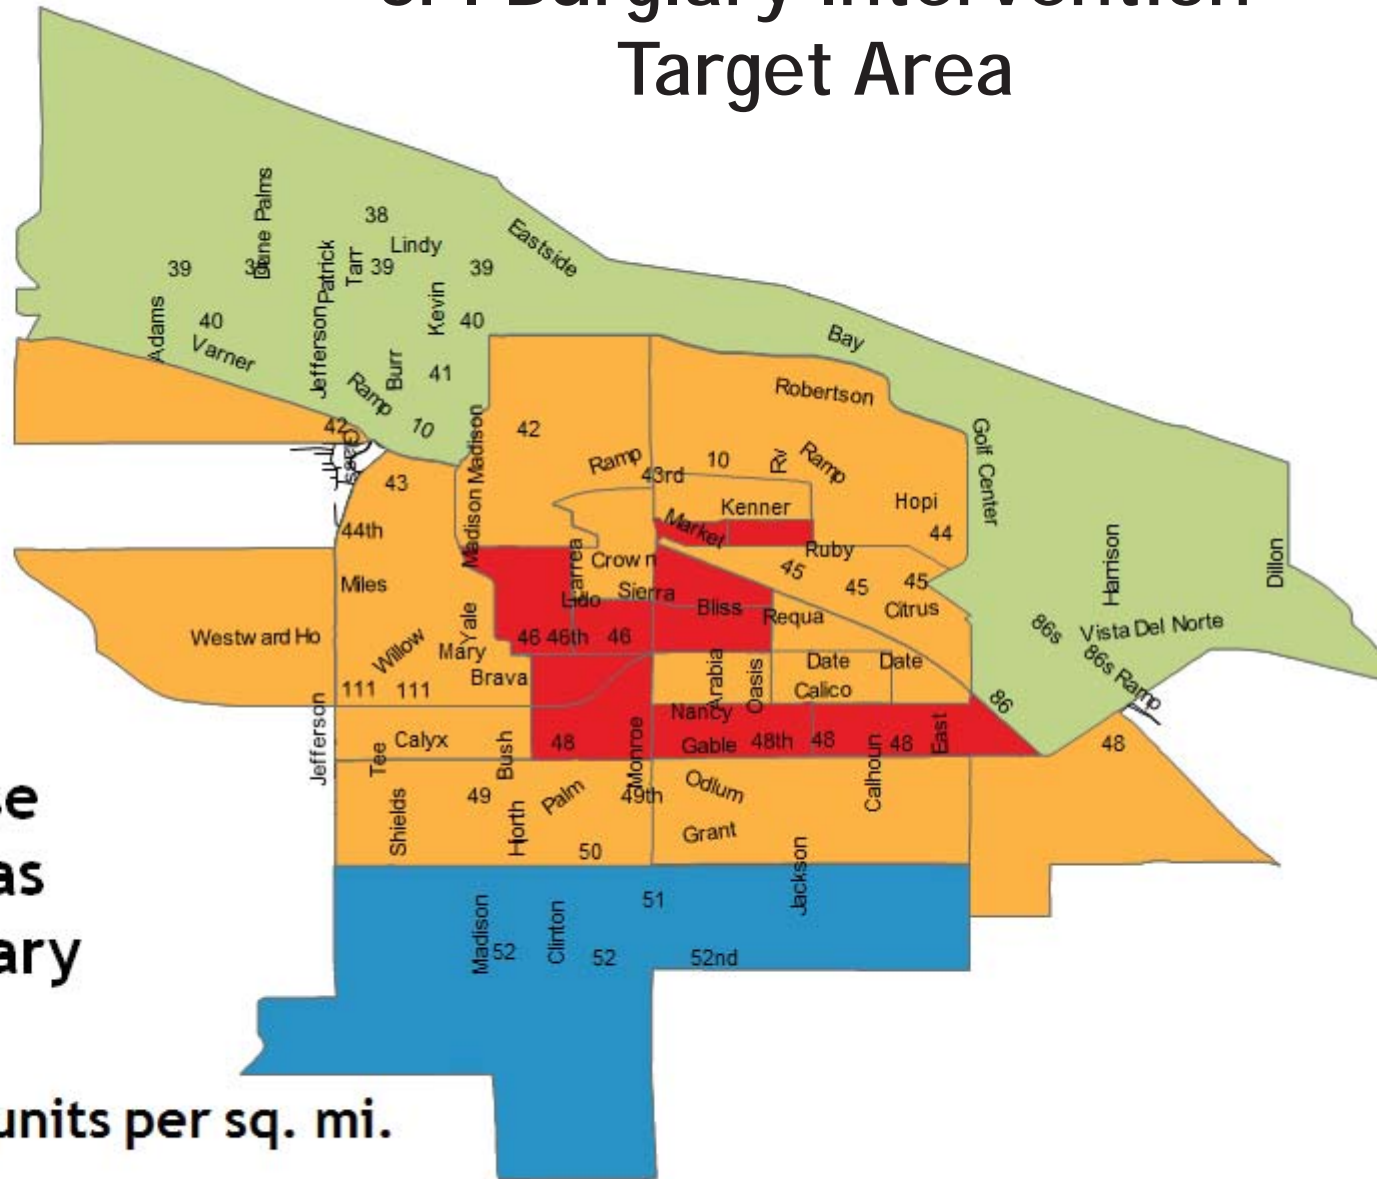 Target Area
Dune Palms
38
Lindy
Eastside
Patrick
Tarr
39
39
39
Kevin
Adams
40
40
Bay
Varner
Jefferson
Burr
41
Ramp
Robertson
42
10
Madison
42
Golf Center
43
Ramp
43rd
10
Rv
Ramp
Madison
Kenner
Hopi
44th
Market
44
Harrison
Dillon
Madison
Larrea
Crown
Ruby
Miles
45
45
45
Lido
Sierra
Bliss
Requa
Citrus
Westward Ho
Willow
Yale
46
46th
46
86s
Vista Del Norte
Mary
Arabia
Oasis
Date
Date
86s Ramp
111
111
Brava
Calico
86
Nancy
Jefferson
Calyx
Bush
48
Monroe
Gable
48th
48
48
East
48
Tee
Calhoun
se
Shields
49
Hjorth
Palm
49th
Odlum
Grant
50
Jackson
as
51
Madison
Clinton
52
52
52nd
ary
units per sq. mi.